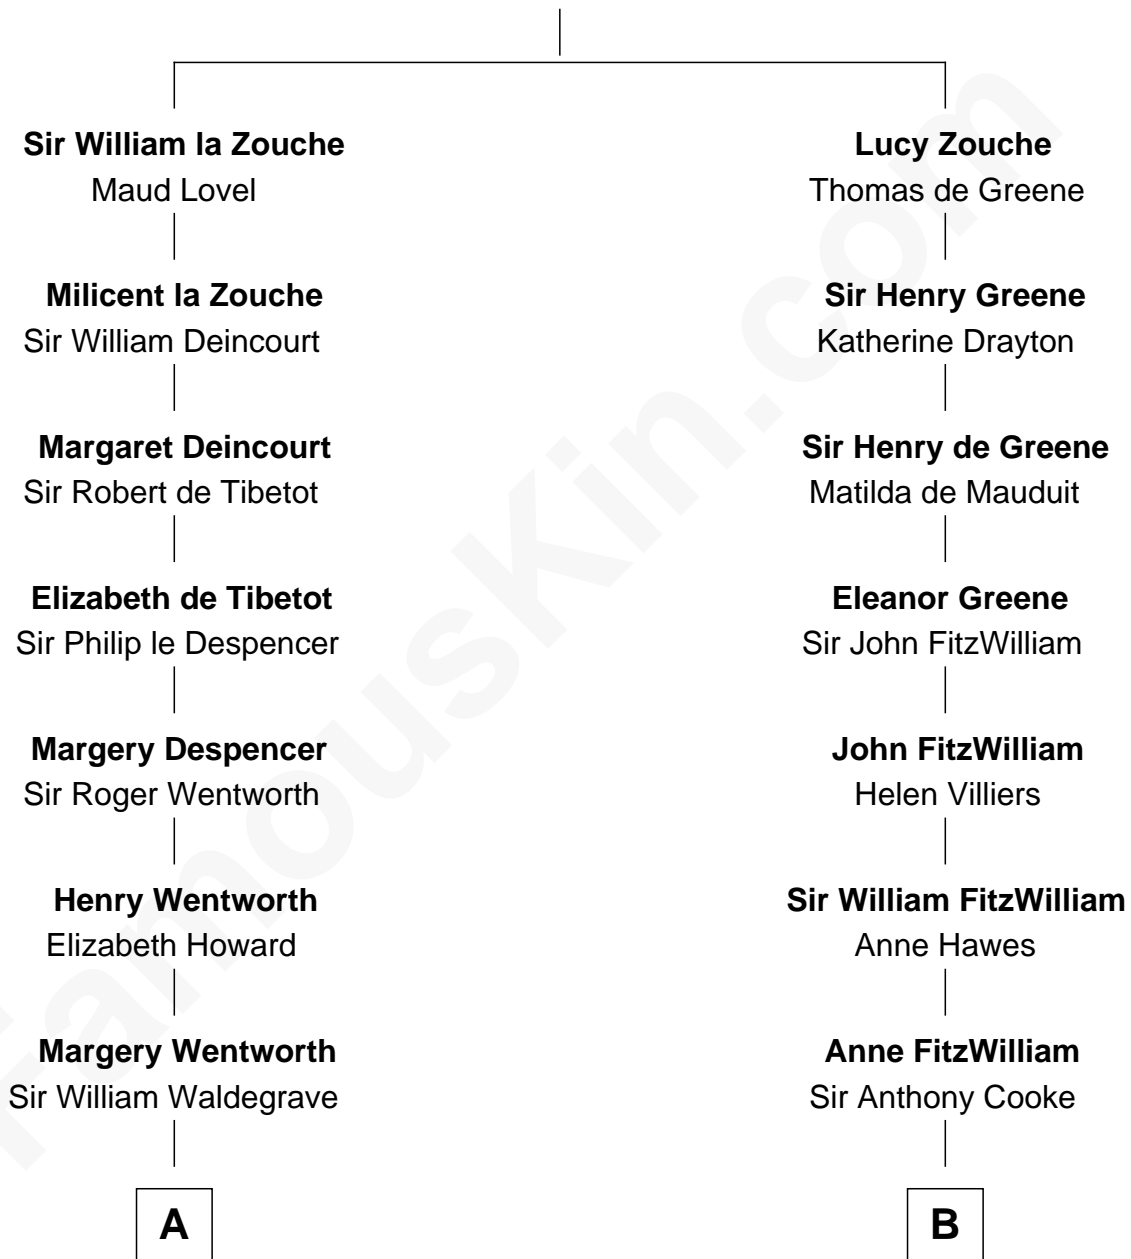 Sir William la Zouche
Maud Lovel
Milicent la Zouche
Sir William Deincourt
Margaret Deincourt
Sir Robert de Tibetot
Elizabeth de Tibetot
Sir Philip le Despencer
Margery Despencer
Sir Roger Wentworth
Henry Wentworth
Elizabeth Howard
Margery Wentworth
Sir William Waldegrave
A
Lucy Zouche
Thomas de Greene
Sir Henry Greene
Katherine Drayton
Sir Henry de Greene
Matilda de Mauduit
Eleanor Greene
Sir John FitzWilliam
John FitzWilliam
Helen Villiers
Sir William FitzWilliam
Anne Hawes
Anne FitzWilliam
Sir Anthony Cooke
B
FamousKin.com